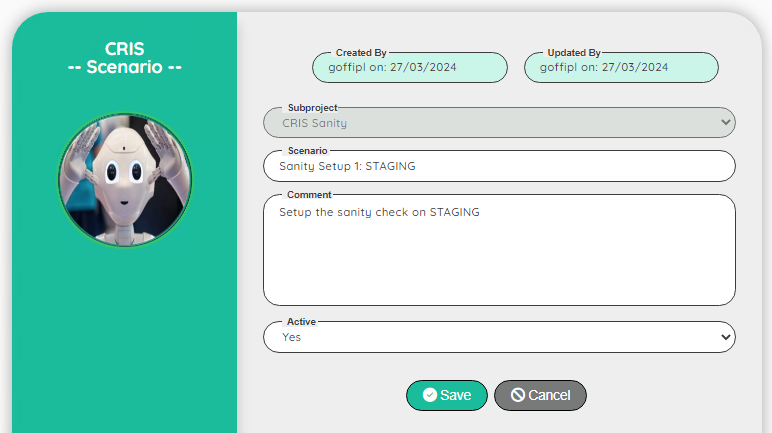 CRIS
-- Scenario --
Created By
goffipl on: 27/03/2024
Updated By
goffipl on: 27/03/2024
Subproject
CRIS Sanity
Scenario
Sanity Setup 1: STAGING
Comment
Setup the sanity check on STAGING
Active
Yes
Save
Cancel